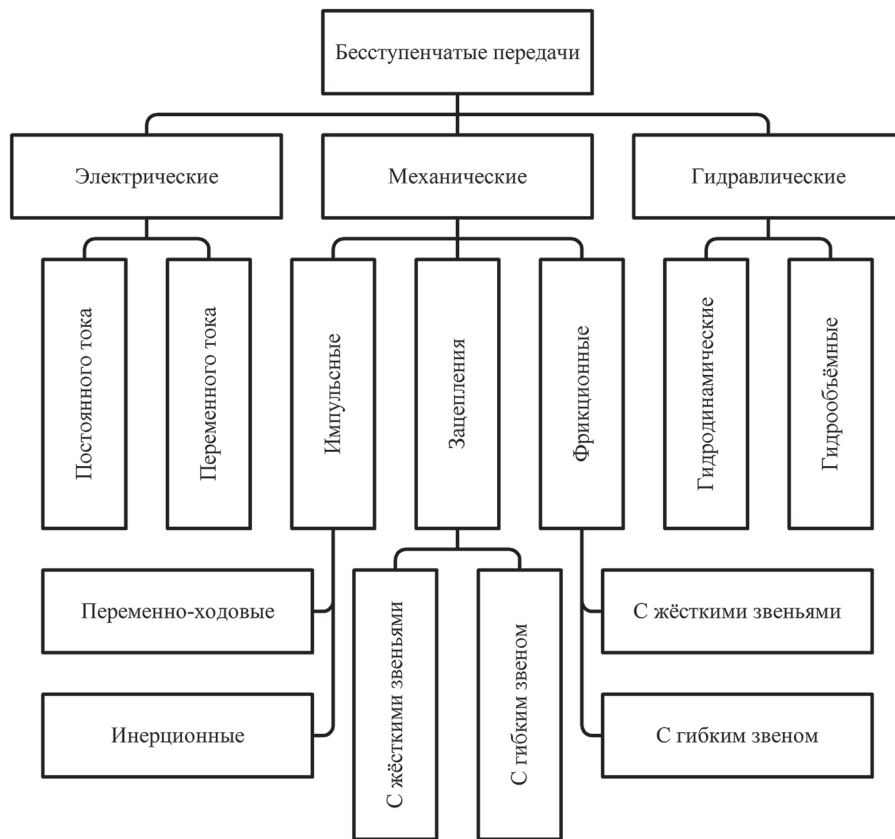 Бесступенчатые передачи
Электрические
Механические
Гидравлические
Постоянного тока
Переменного тока
Импульсные
Зацепления
Фрикционные
Гидродинамические
Гидрообъёмные
Переменно-ходовые
Инерционные
С жёсткими звеньями
С гибким звеном
С жёсткими звеньями
С гибким звеном